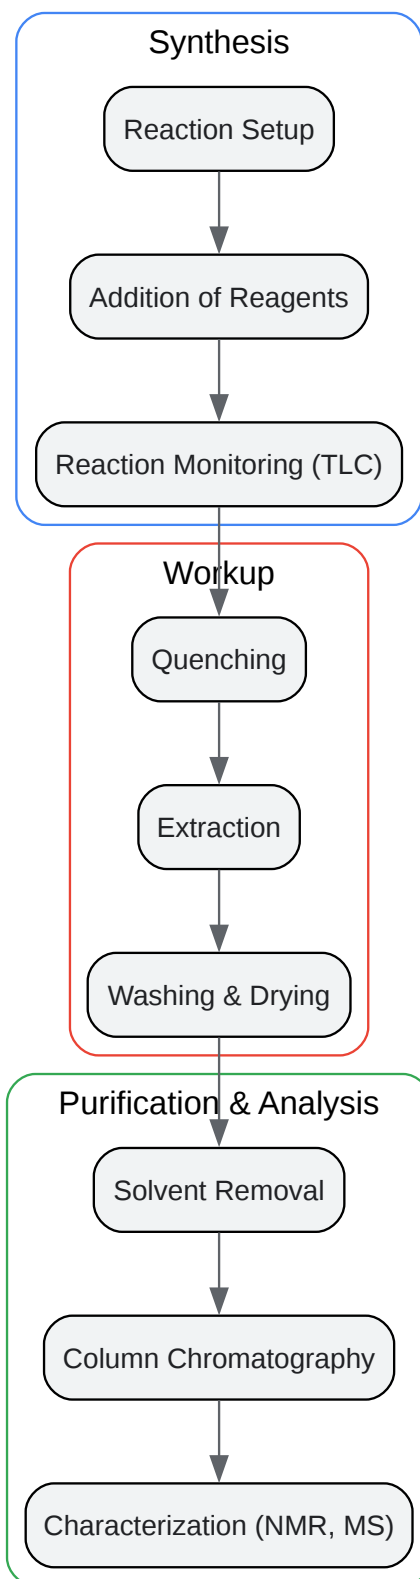 Synthesis
Reaction Setup
Addition of Reagents
Reaction Monitoring (TLC)
Workup
Quenching
Extraction
Washing & Drying
Purification & Analysis
Solvent Removal
Column Chromatography
Characterization (NMR, MS)